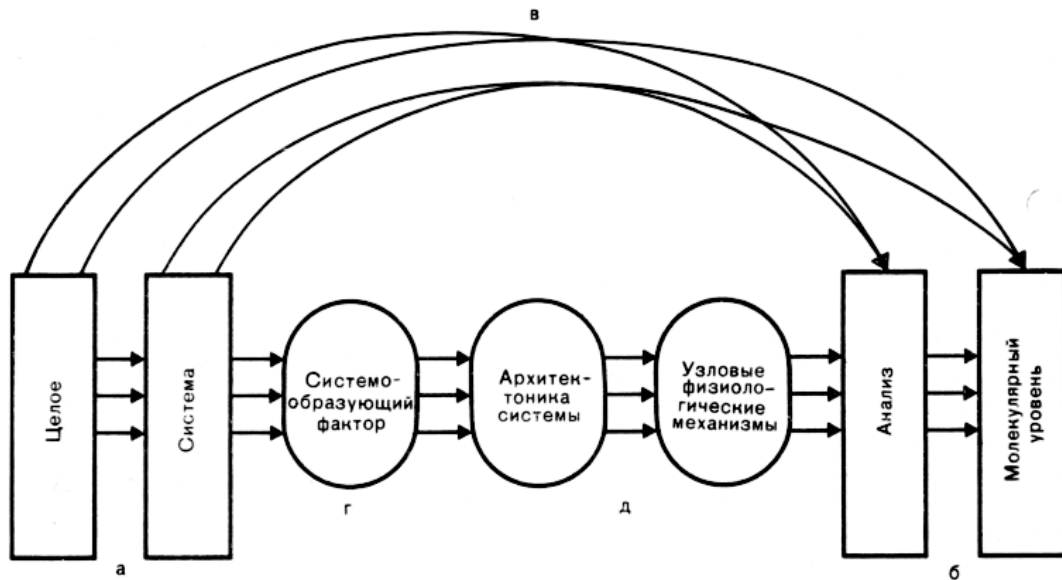 в
Целое
Система
Системо-
образующий
фактор
Архитек-
тоника
системы
Узловые
физиоло-
гические
механизмы
Анализ
Молекулярный
уровень
г
д
а
б